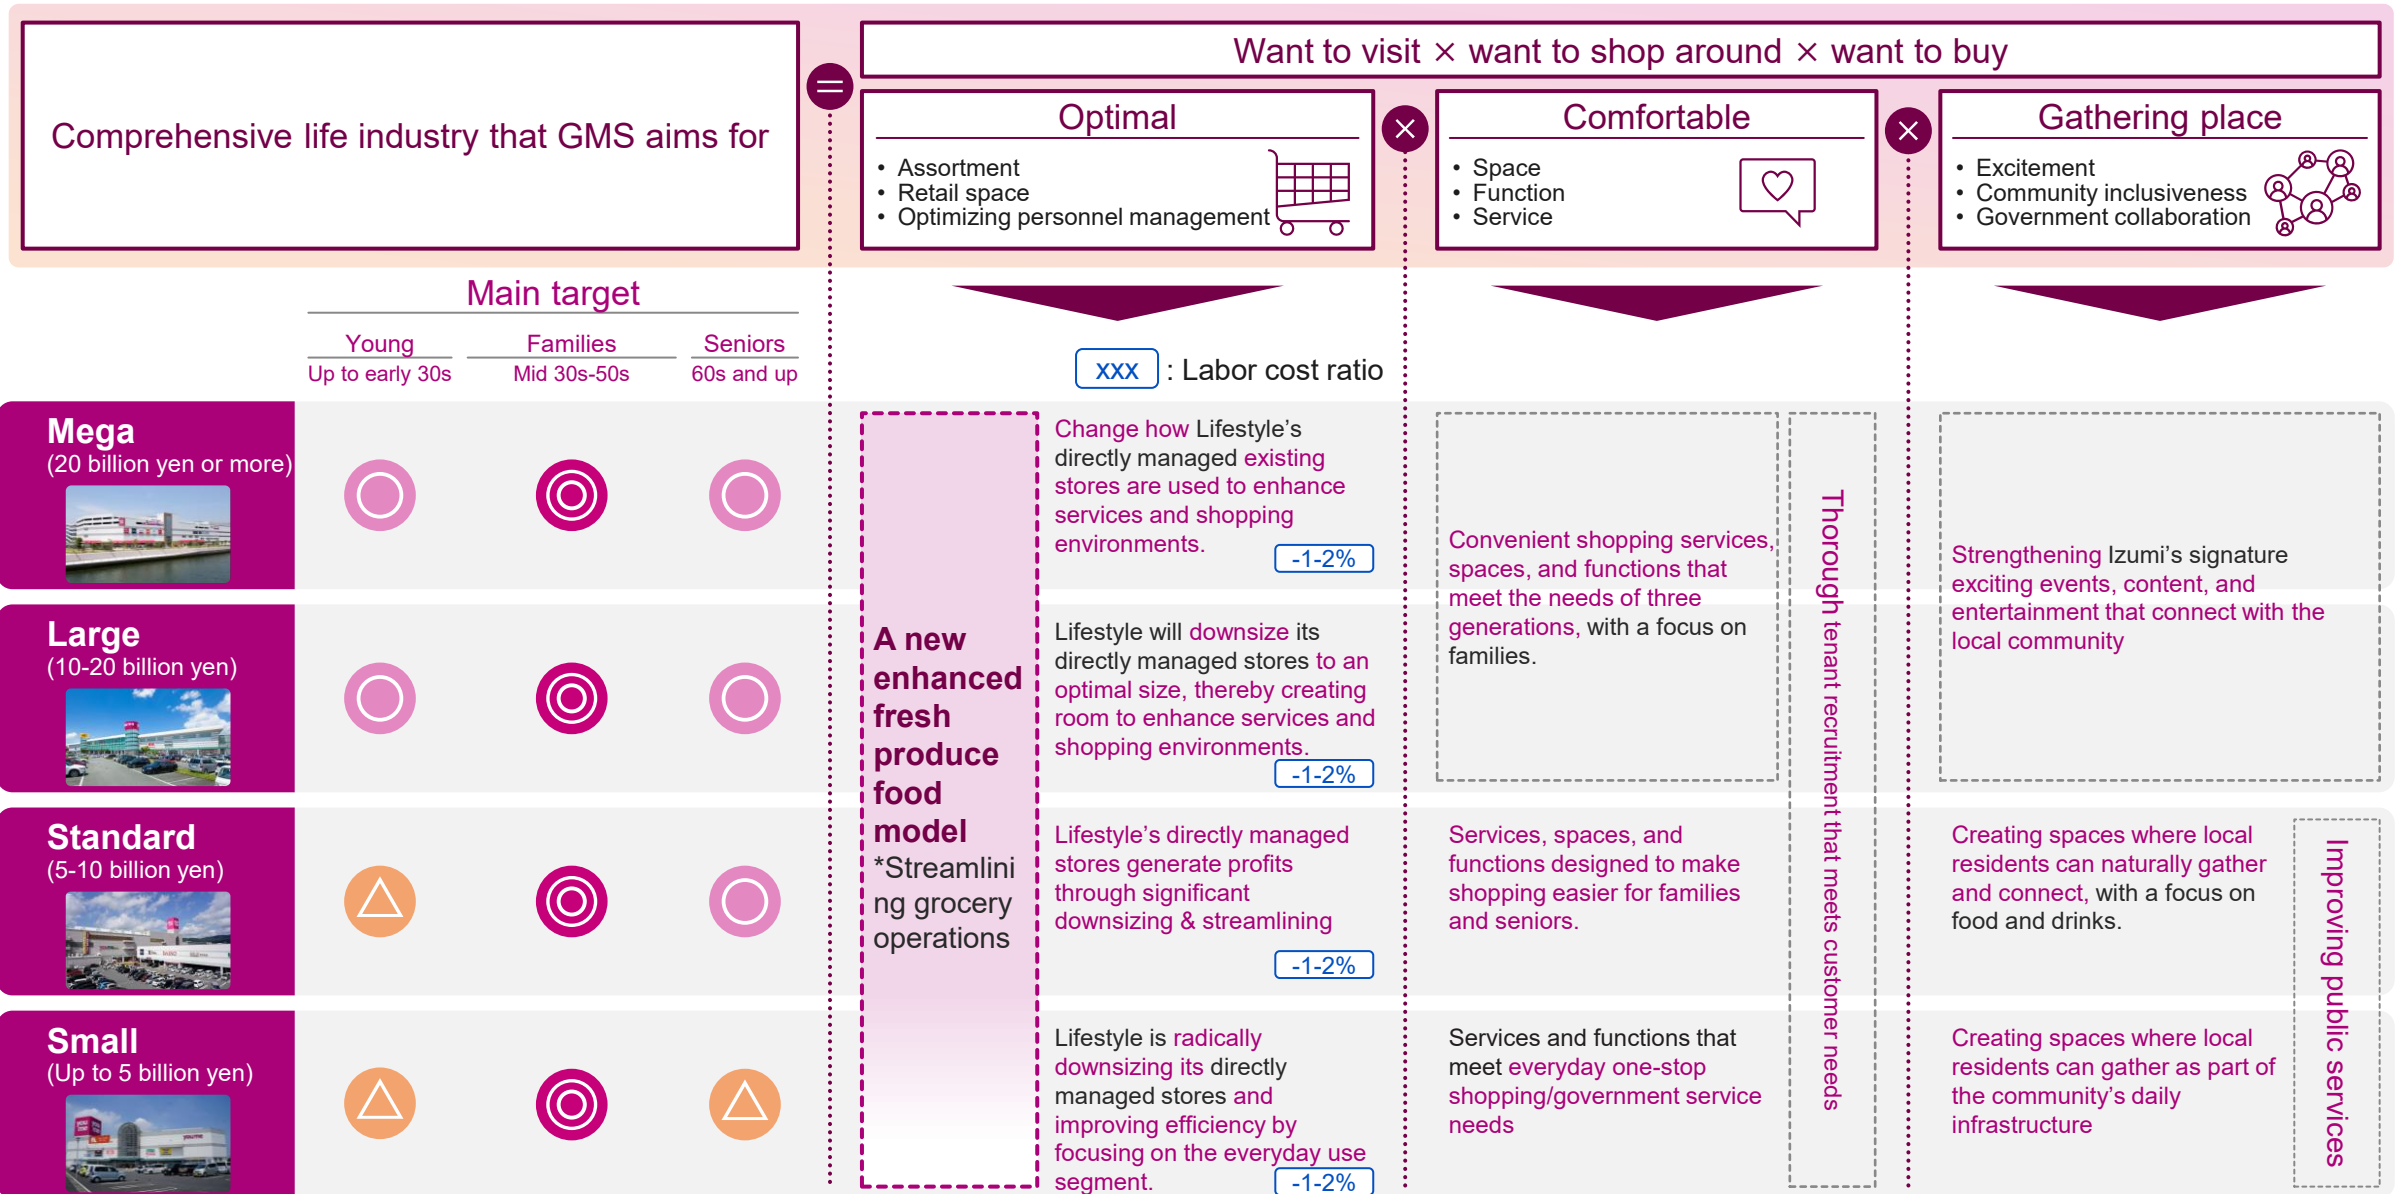 Comprehensive life industry that GMS aims for
=
Want to visit × want to shop around × want to buy
Optimal
• Assortment
• Retail space
• Optimizing personnel management
×
Comfortable
• Space
• Function
• Service
×
Gathering place
• Excitement
• Community inclusiveness
• Government collaboration
Main target
Young
Up to early 30s
Families
Mid 30s-50s
Seniors
60s and up
xxx : Labor cost ratio
Mega
(20 billion yen or more)
Large
(10-20 billion yen)
Standard
(5-10 billion yen)
Small
(Up to 5 billion yen)
A new
enhanced
fresh
produce
food
model
*Streamlini
ng grocery
operations
Change how Lifestyle’s
directly managed existing
stores are used to enhance
services and shopping
environments.
-1-2%
Lifestyle will downsize its
directly managed stores to an
optimal size, thereby creating
room to enhance services and
shopping environments.
-1-2%
Lifestyle’s directly managed
stores generate profits
through significant
downsizing & streamlining
-1-2%
Lifestyle is radically
downsizing its directly
managed stores and
improving efficiency by
focusing on the everyday use
segment.
-1-2%
Convenient shopping services,
spaces, and functions that
meet the needs of three
generations, with a focus on
families.
Services, spaces, and
functions designed to make
shopping easier for families
and seniors.
Services and functions that
meet everyday one-stop
shopping/government service
needs
Thorough tenant recruitment that meets customer needs
Strengthening Izumi’s signature
exciting events, content, and
entertainment that connect with the
local community
Creating spaces where local
residents can naturally gather
and connect, with a focus on
food and drinks.
Creating spaces where local
residents can gather as part of
the community’s daily
infrastructure
Improving public services